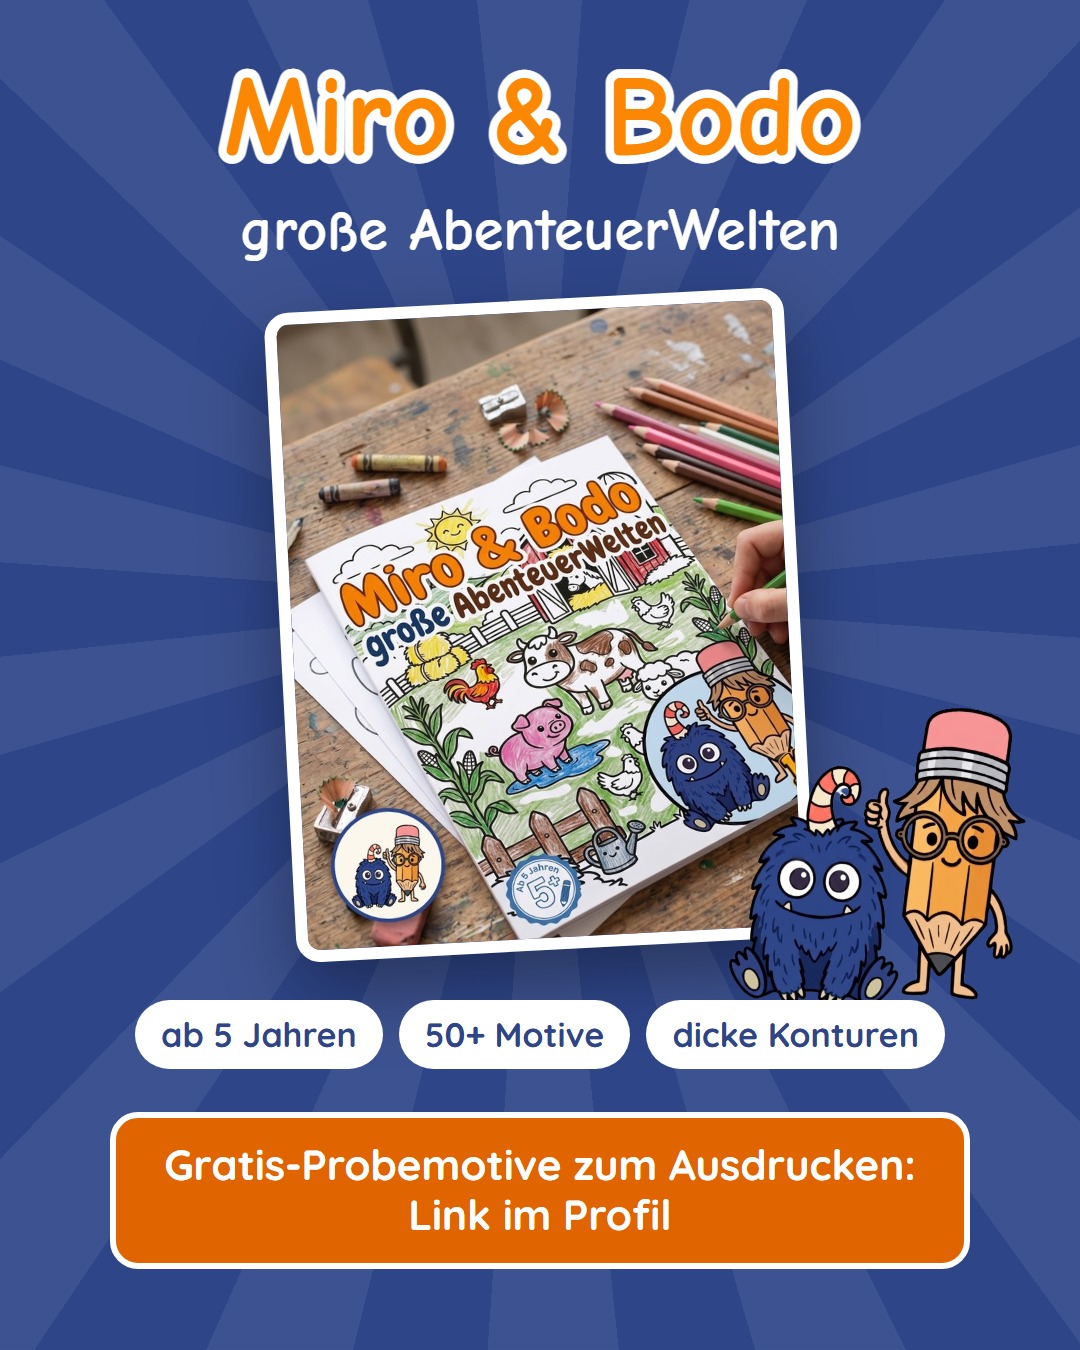 Miro & Bodo
große AbenteuerWelten
Miro & Bodo
große AbenteuerWelten
Ab 5 Jahren
5+
ab 5 Jahren
50+ Motive
dicke Konturen
Gratis-Probemotive zum Ausdrucken:
Link im Profil